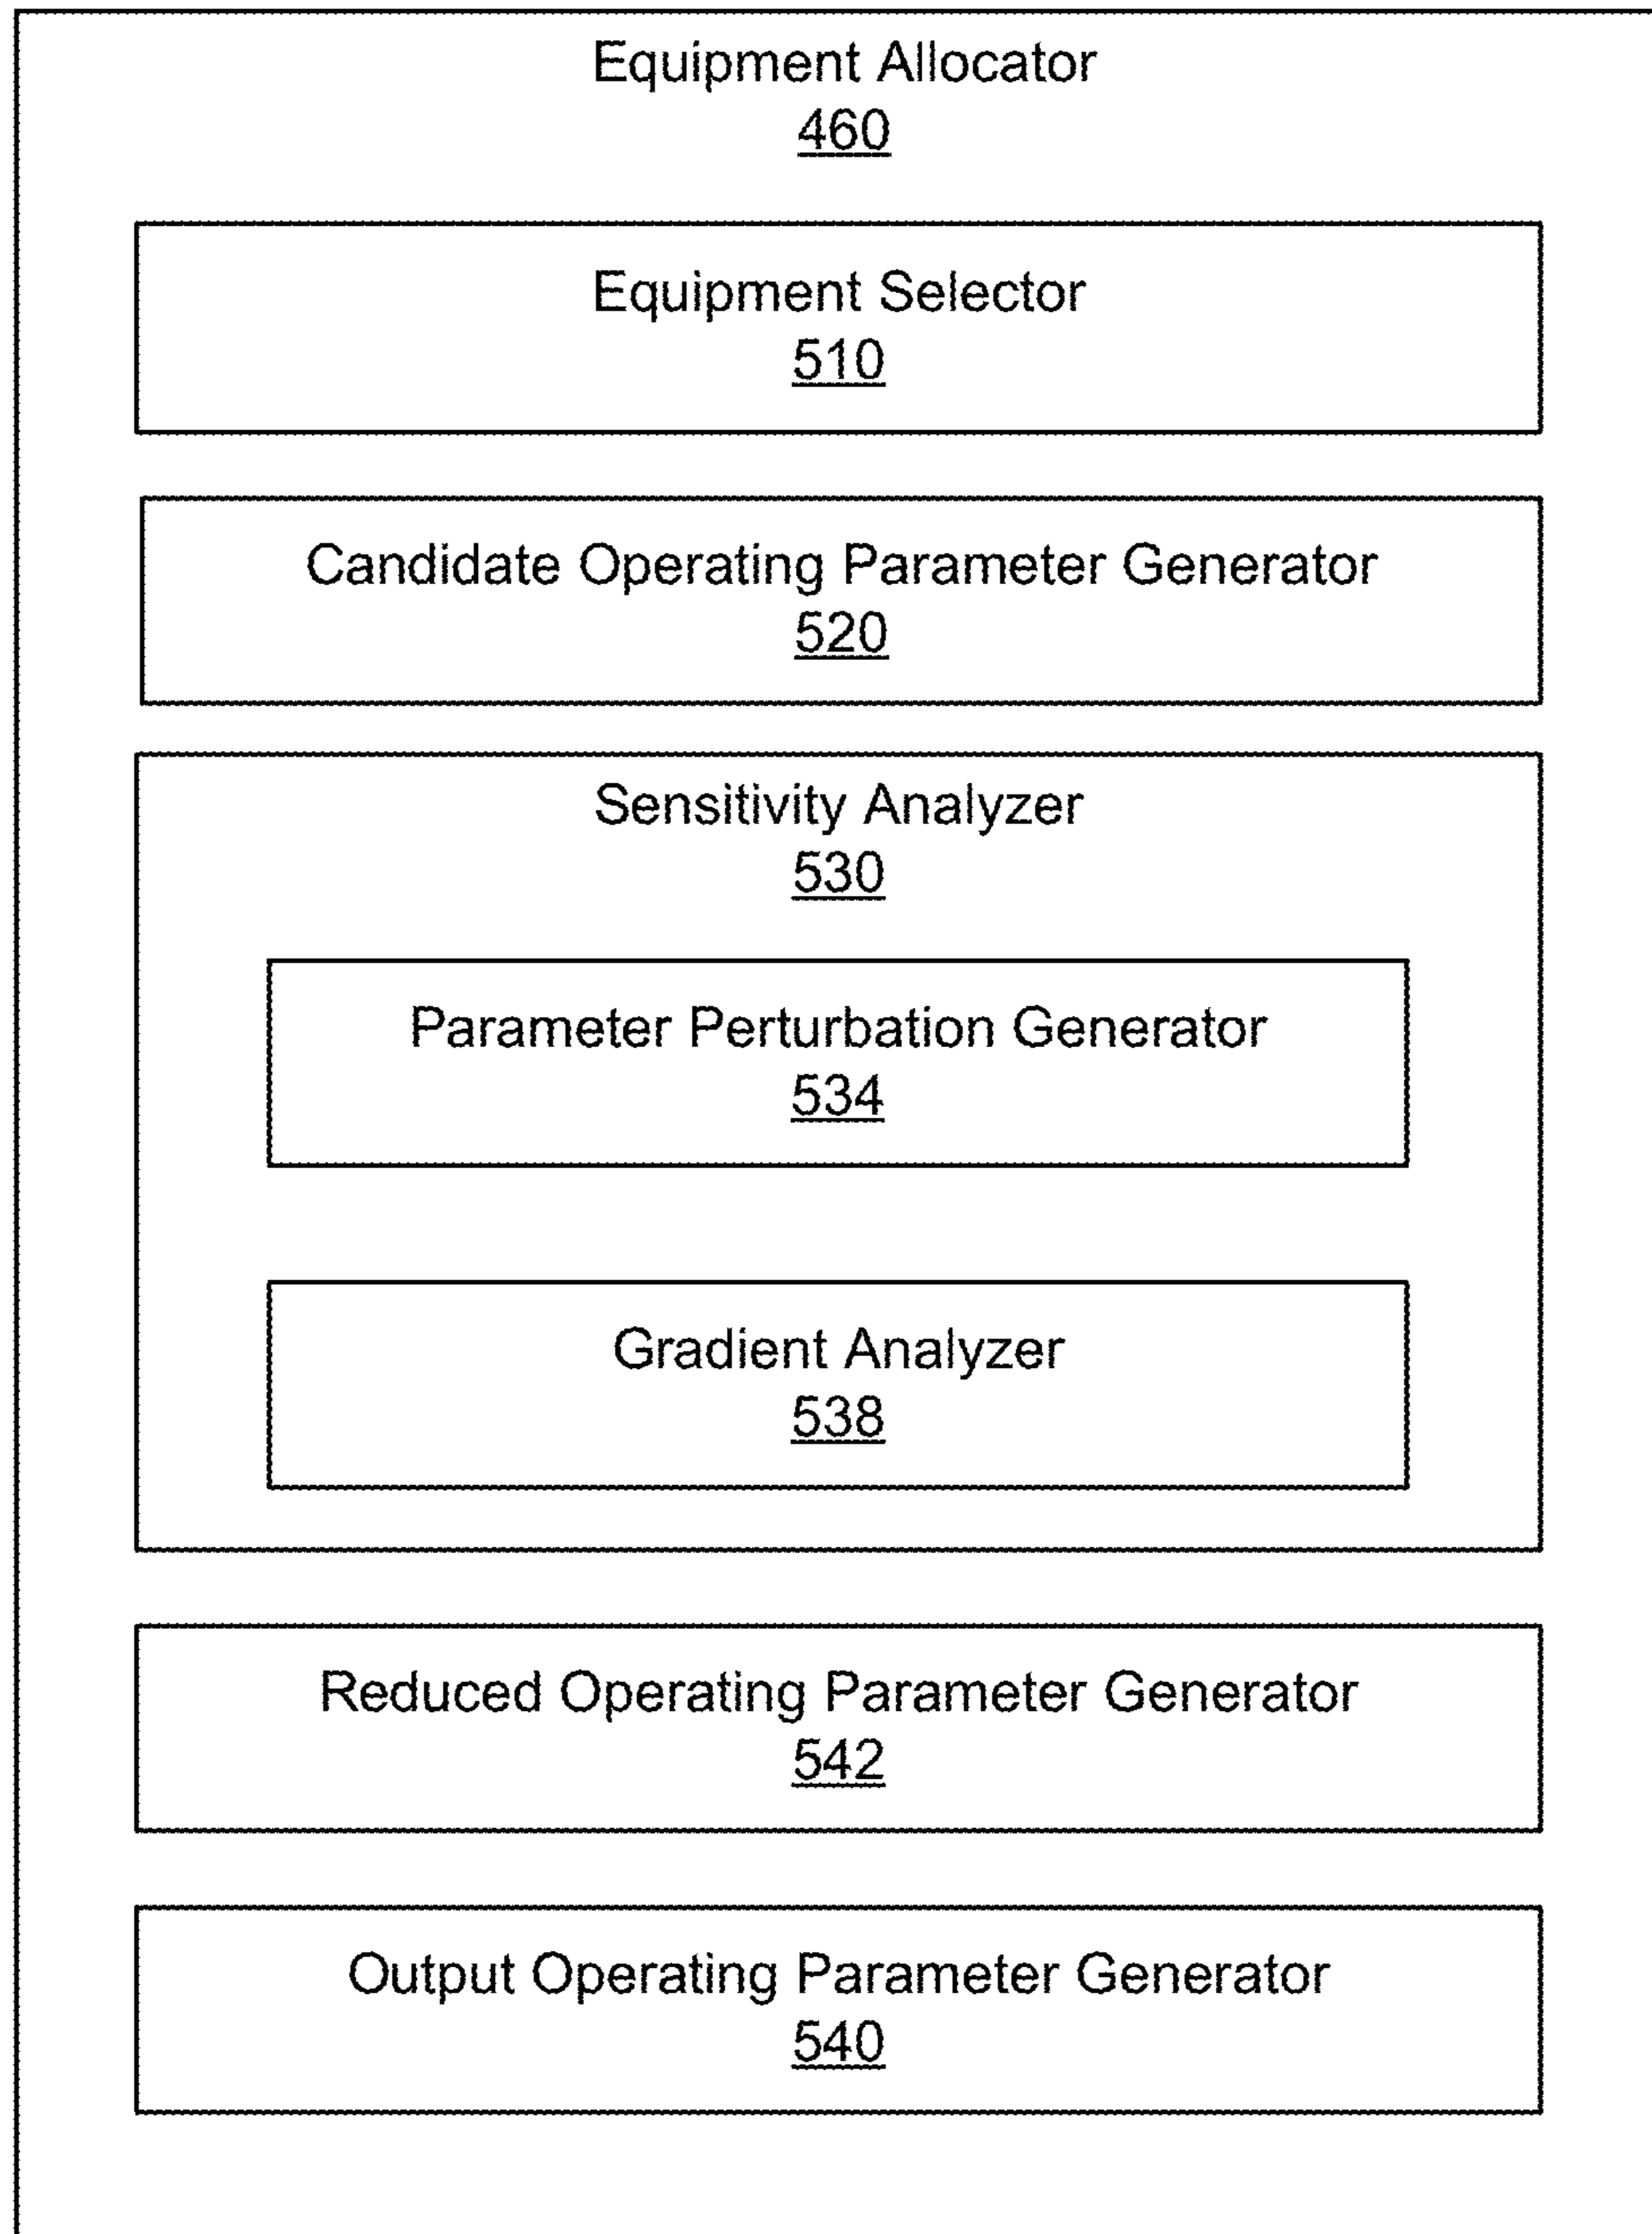 Equipment Allocator
460
Equipment Selector
510
Candidate Operating Parameter Generator
520
Sensitivity Analyzer
530
Parameter Perturbation Generator
534
Gradient Analyzer
538
Reduced Operating Parameter Generator
542
Output Operating Parameter Generator
540